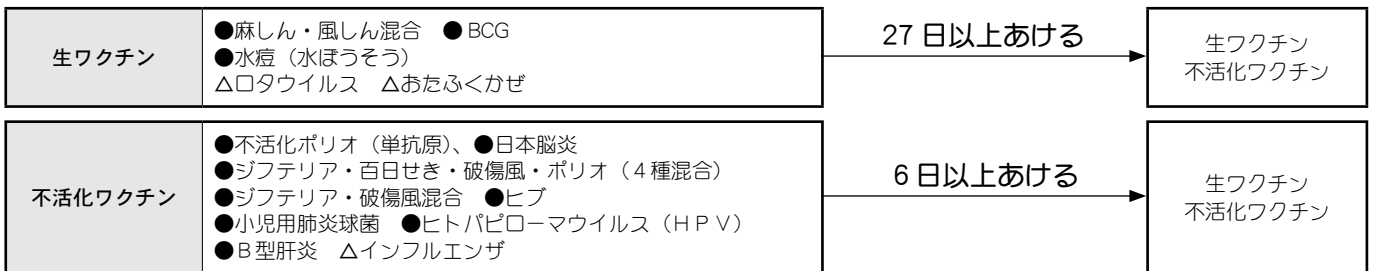 生ワクチン
●麻しん・風しん混合　●BCG
●水痘（水ぼうそう）
△ロタウイルス　△おたふくかぜ
27日以上あける
生ワクチン
不活化ワクチン
不活化ワクチン
●不活化ポリオ（単抗原）、●日本脳炎
●ジフテリア・百日せき・破傷風・ポリオ（４種混合）
●ジフテリア・破傷風混合　●ヒブ
●小児用肺炎球菌　●ヒトパピローマウイルス（ＨＰＶ）
●Ｂ型肝炎　△インフルエンザ
6日以上あける
生ワクチン
不活化ワクチン